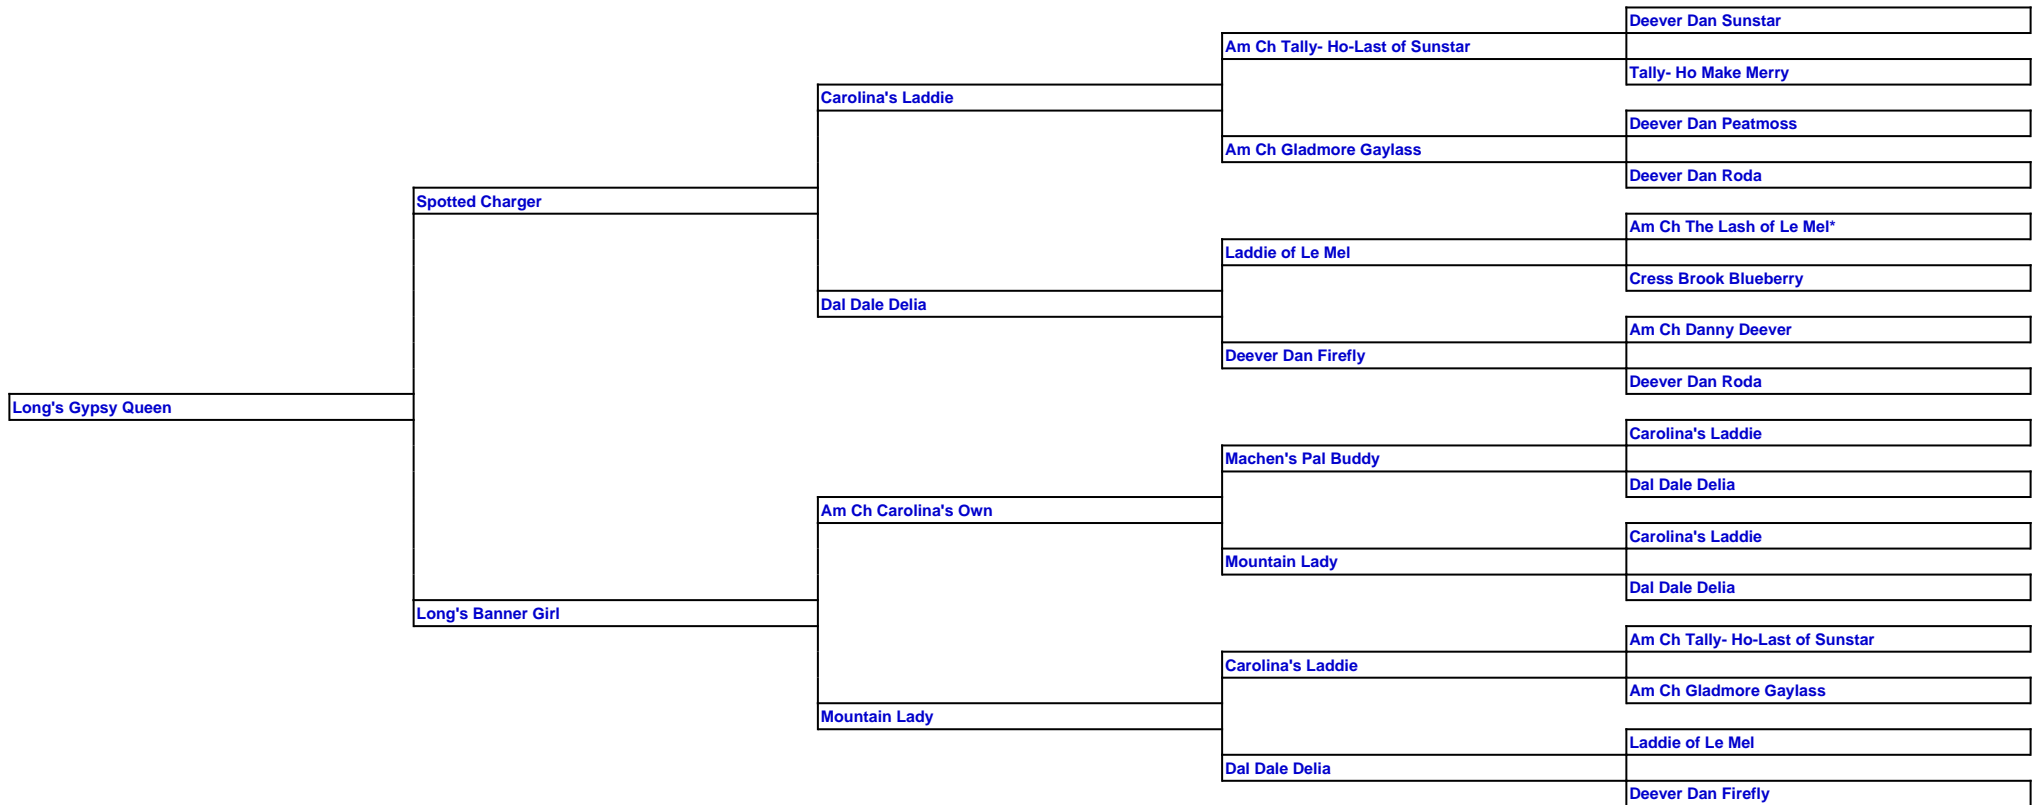 Deever Dan Sunstar
Am Ch Tally- Ho-Last of Sunstar
Tally- Ho Make Merry
Carolina's Laddie
Deever Dan Peatmoss
Am Ch Gladmore Gaylass
Deever Dan Roda
Spotted Charger
Am Ch The Lash of Le Mel*
Laddie of Le Mel
Cress Brook Blueberry
Dal Dale Delia
Am Ch Danny Deever
Deever Dan Firefly
Deever Dan Roda
Long's Gypsy Queen
Carolina's Laddie
Machen's Pal Buddy
Dal Dale Delia
Am Ch Carolina's Own
Carolina's Laddie
Mountain Lady
Dal Dale Delia
Long's Banner Girl
Am Ch Tally- Ho-Last of Sunstar
Carolina's Laddie
Am Ch Gladmore Gaylass
Mountain Lady
Laddie of Le Mel
Dal Dale Delia
Deever Dan Firefly